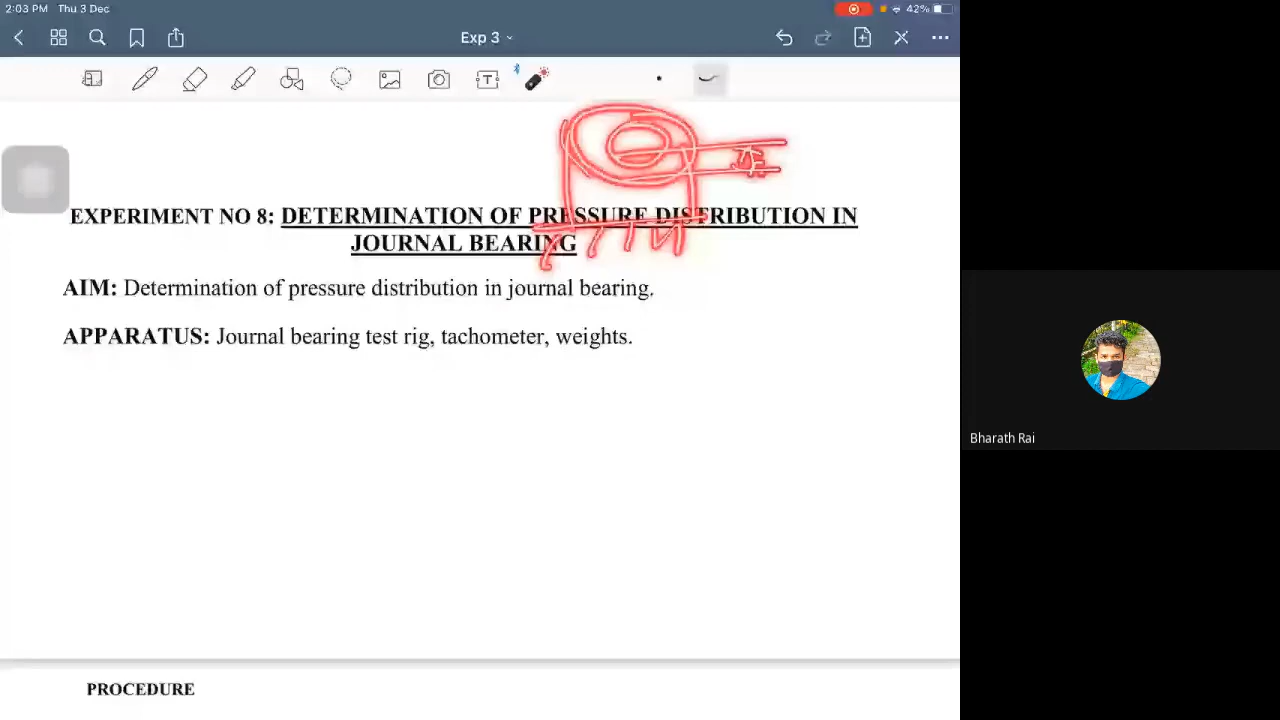 2:03 PM Thu 3 Dec
42%
Exp 3
T
EXPERIMENT NO 8: DETERMINATION OF PRESSURE DISTRIBUTION IN
JOURNAL BEARING
AIM: Determination of pressure distribution in journal bearing.
APPARATUS: Journal bearing test rig, tachometer, weights.
Bharath Rai
PROCEDURE